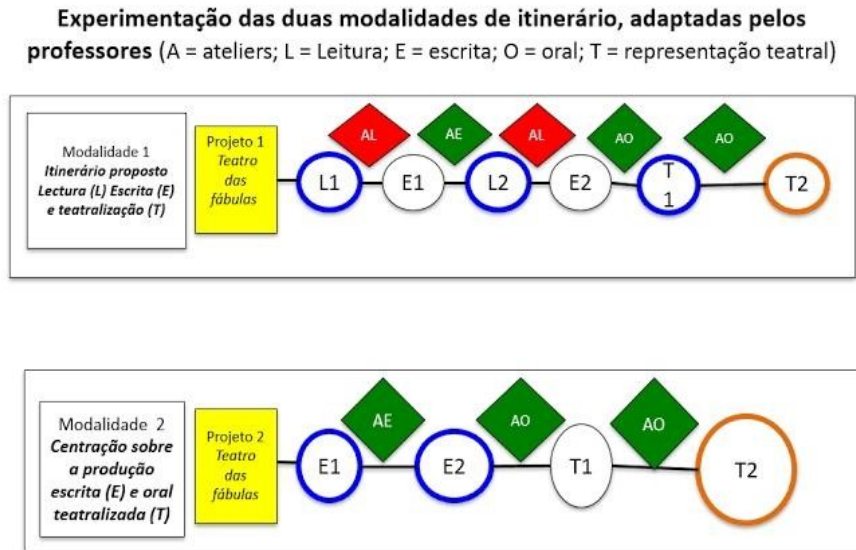 Experimentação das duas modalidades de itinerário, adaptadas pelos
professores (A = ateliers; L = Leitura; E = escrita; O = oral; T = representação teatral)
Modalidade 1
Itinerário proposto
Lectura (L) Escrita (E)
e teatralização (T)
Projeto 1
Teatro
das
fábulas
AL
AE
AL
AO
AO
L1
E1
L2
E2
T
1
T2
Modalidade 2
Centração sobre
a produção
escrita (E) e oral
teatralizada (T)
Projeto 2
Teatro
das
fábulas
AE
AO
AO
E1
E2
T1
T2